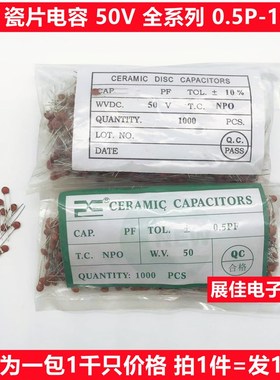 瓷片电容 50V 全系列 0.5P-1
CERAMIC DISC CAPACITORS
CAP. PF TOL. ± 10%
WVDC. 50 V T.C. NPO
QUANTITY: 1000 PCS
LOT NO.
DATE
Q.C.
PASS
CERAMIC CAPACITORS
CAP. PF TOL. ± 0.5PF
T.C. NPO W.V. 50
QUANTITY: 1000 PCS
QC
合格
展佳电子
为一包1千只价格 拍1件=发1